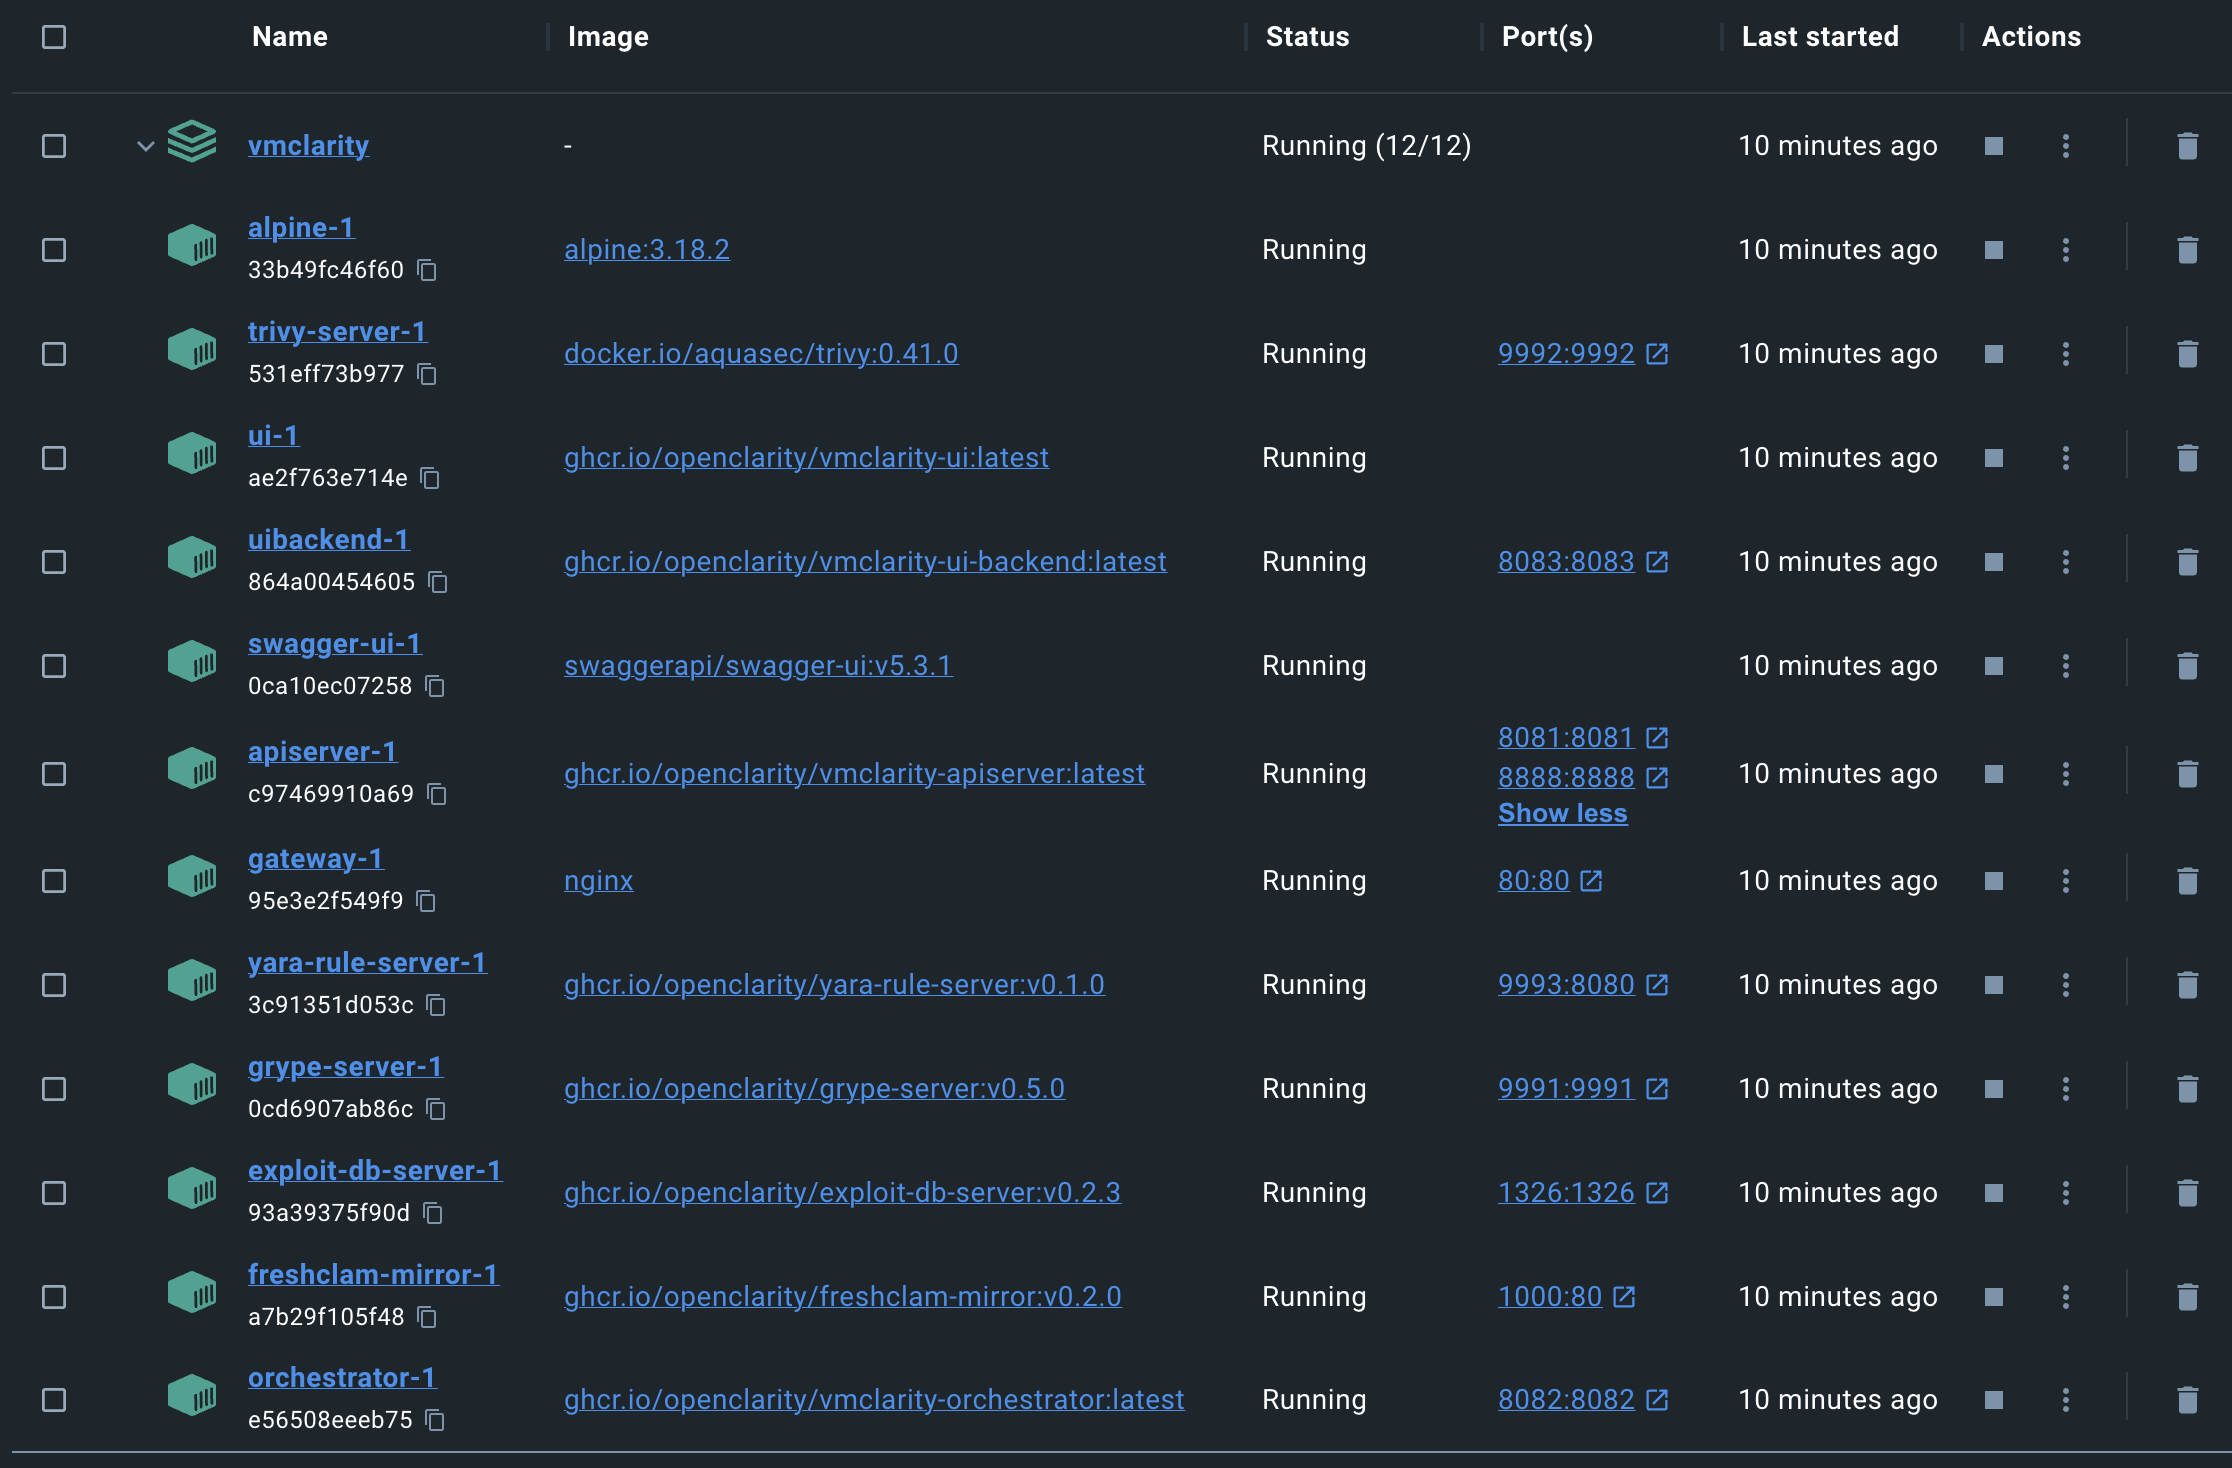 Name Image Status Port(s) Last started Actions
vmclarity - Running (12/12) 10 minutes ago
alpine-1
33b49fc46f60 alpine:3.18.2 Running 10 minutes ago
trivy-server-1
531eff73b977 docker.io/aquasec/trivy:0.41.0 Running 9992:9992 10 minutes ago
ui-1
ae2f763e714e ghcr.io/openclarity/vmclarity-ui:latest Running 10 minutes ago
uibackend-1
864a00454605 ghcr.io/openclarity/vmclarity-ui-backend:latest Running 8083:8083 10 minutes ago
swagger-ui-1
0ca10ec07258 swaggerapi/swagger-ui:v5.3.1 Running 10 minutes ago
apiserver-1
c97469910a69 ghcr.io/openclarity/vmclarity-apiserver:latest Running 8081:8081
8888:8888
Show less 10 minutes ago
gateway-1
95e3e2f549f9 nginx Running 80:80 10 minutes ago
yara-rule-server-1
3c91351d053c ghcr.io/openclarity/yara-rule-server:v0.1.0 Running 9993:8080 10 minutes ago
grype-server-1
0cd6907ab86c ghcr.io/openclarity/grype-server:v0.5.0 Running 9991:9991 10 minutes ago
exploit-db-server-1
93a39375f90d ghcr.io/openclarity/exploit-db-server:v0.2.3 Running 1326:1326 10 minutes ago
freshclam-mirror-1
a7b29f105f48 ghcr.io/openclarity/freshclam-mirror:v0.2.0 Running 1000:80 10 minutes ago
orchestrator-1
e56508eeeb75 ghcr.io/openclarity/vmclarity-orchestrator:latest Running 8082:8082 10 minutes ago